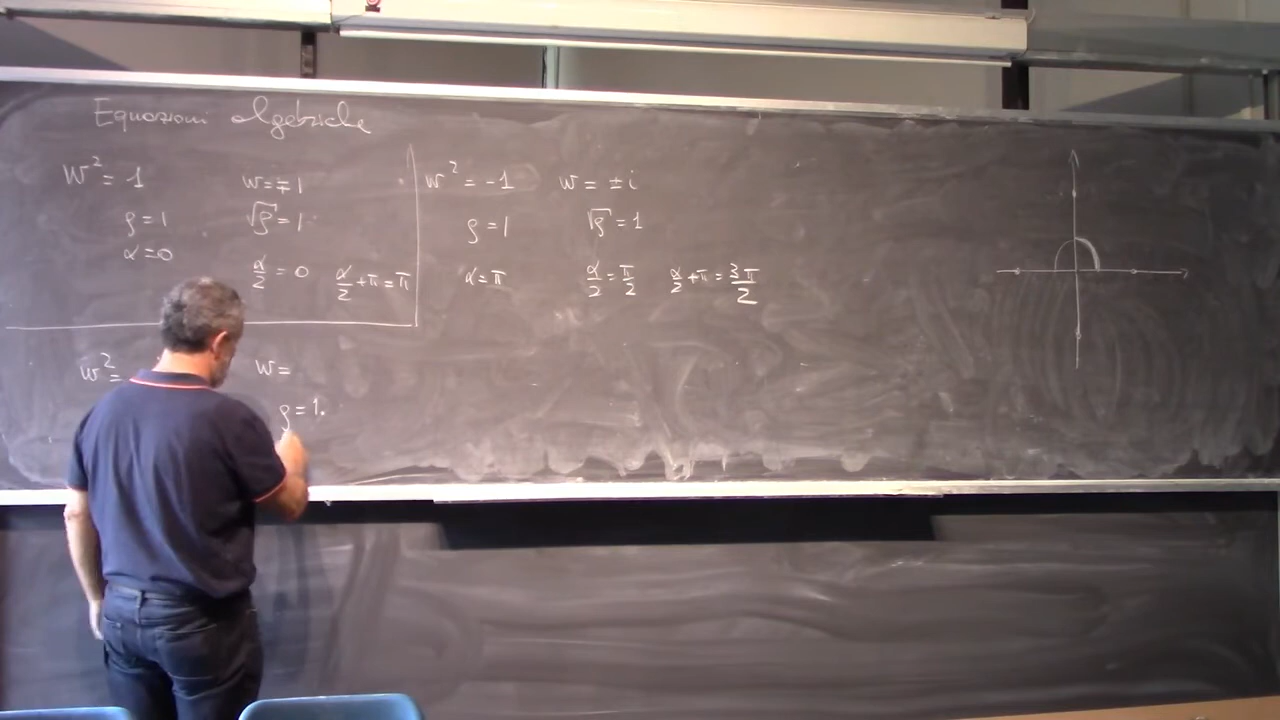 Equazioni algebriche
w² = 1
w = ∓1
ρ = 1
√ρ = 1
α = 0
α/2 = 0
α/2 + π = π
w² = -1
w = ±i
ρ = 1
√ρ = 1
α = π
α/2 = π/2
α/2 + π = 3π/2
w² =
w =
ρ = 1.